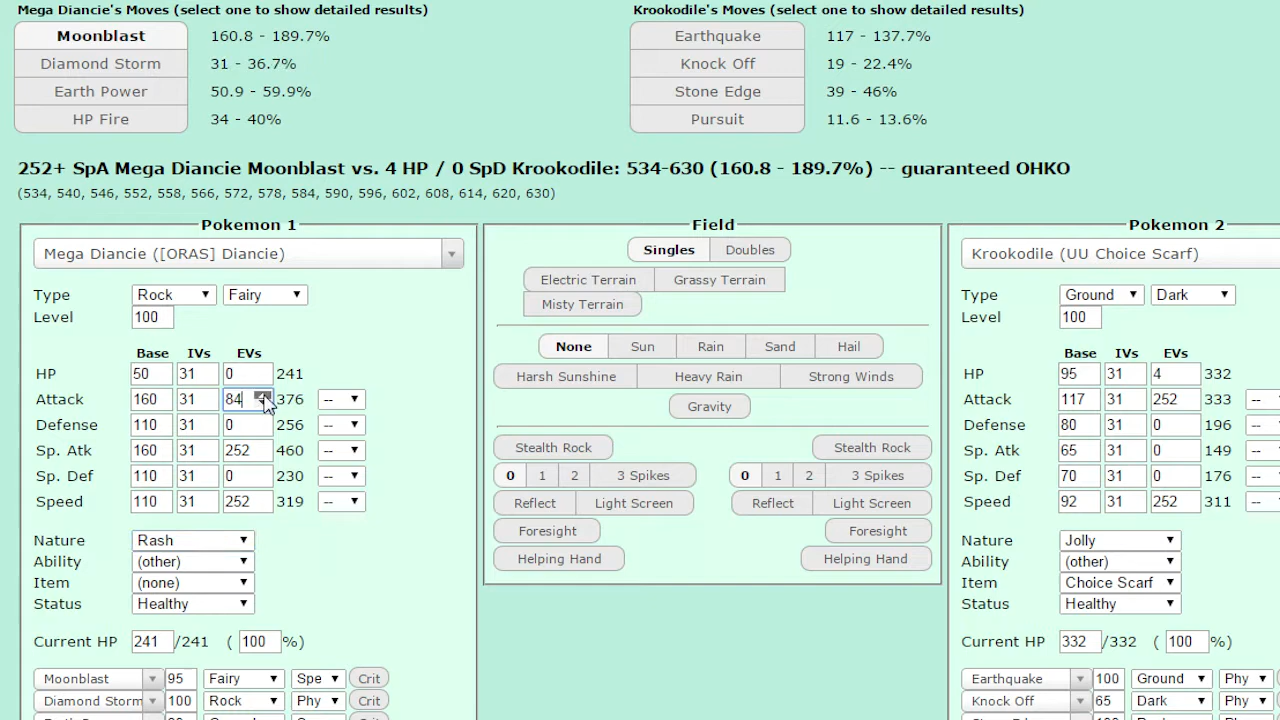 Mega Diancie's Moves (select one to show detailed results) Krookodile's Moves (select one to show detailed results)
Moonblast 160.8 - 189.7% Earthquake 117 - 137.7%
Diamond Storm 31 - 36.7% Knock Off 19 - 22.4%
Earth Power 50.9 - 59.9% Stone Edge 39 - 46%
HP Fire 34 - 40% Pursuit 11.6 - 13.6%
252+ SpA Mega Diancie Moonblast vs. 4 HP / 0 SpD Krookodile: 534-630 (160.8 - 189.7%) -- guaranteed OHKO
(534, 540, 546, 552, 558, 566, 572, 578, 584, 590, 596, 602, 608, 614, 620, 630)
Pokemon 1
Mega Diancie ([ORAS] Diancie)
Type Rock Fairy
Level 100
Base IVs EVs
HP 50 31 0 241
Attack 160 31 84 376 --
Defense 110 31 0 256 --
Sp. Atk 160 31 252 460 --
Sp. Def 110 31 0 230 --
Speed 110 31 252 319 --
Nature Rash
Ability (other)
Item (none)
Status Healthy
Current HP 241/241 ( 100 %)
Moonblast 95 Fairy Spe Crit
Diamond Storm 100 Rock Phy Crit
Field
Singles Doubles
Electric Terrain Grassy Terrain
Misty Terrain
None Sun Rain Sand Hail
Harsh Sunshine Heavy Rain Strong Winds
Gravity
Stealth Rock Stealth Rock
0 1 2 3 Spikes 0 1 2 3 Spikes
Reflect Light Screen Reflect Light Screen
Foresight Foresight
Helping Hand Helping Hand
Pokemon 2
Krookodile (UU Choice Scarf)
Type Ground Dark
Level 100
Base IVs EVs
HP 95 31 4 332
Attack 117 31 252 333 --
Defense 80 31 0 196 --
Sp. Atk 65 31 0 149 --
Sp. Def 70 31 0 176 --
Speed 92 31 252 311 --
Nature Jolly
Ability (other)
Item Choice Scarf
Status Healthy
Current HP 332/332 ( 100 %)
Earthquake 100 Ground Phy
Knock Off 65 Dark Phy